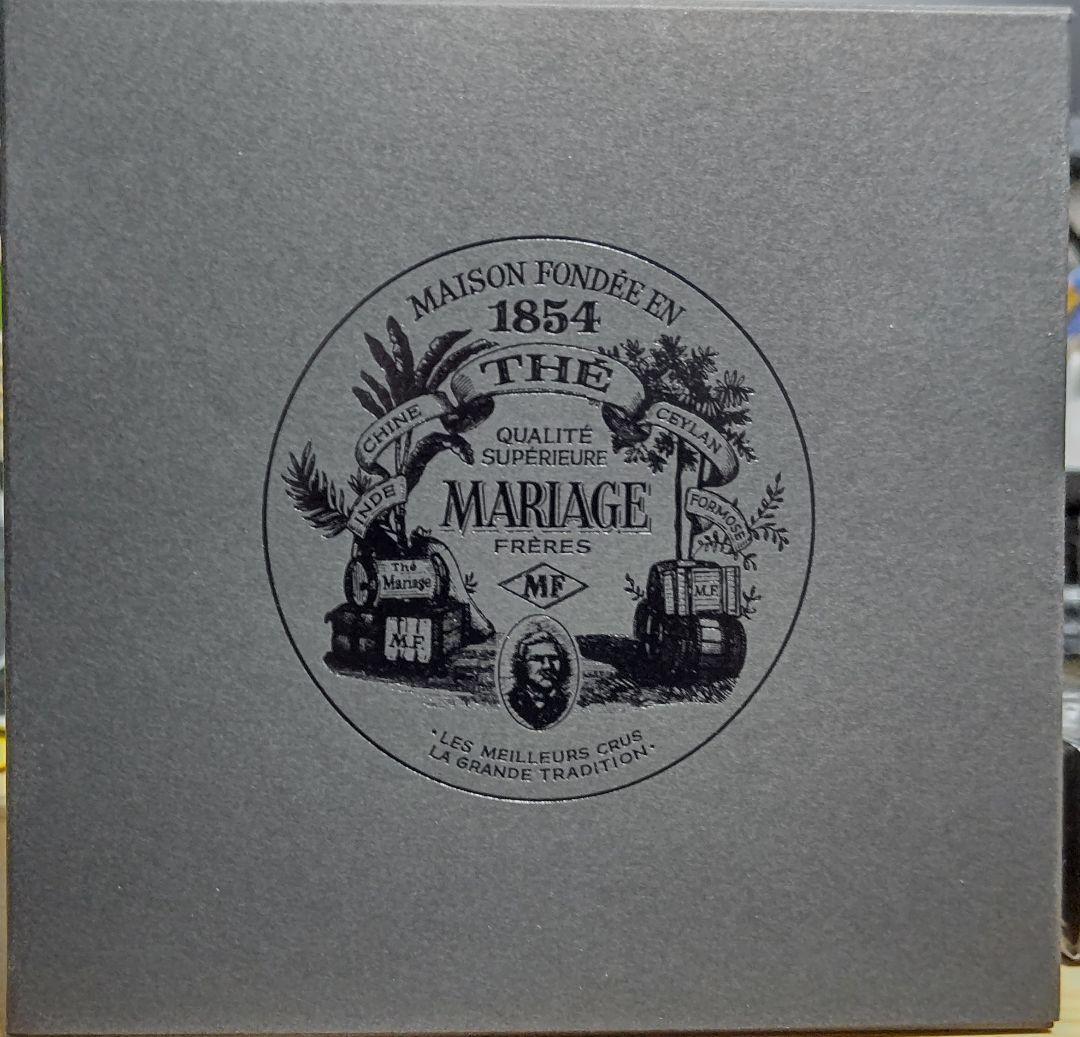 MAISON FONDÉE EN
1854
THÉ
CHINE
CEYLAN
QUALITÉ
SUPÉRIEURE
INDE
MARIAGE
FORMOSE
FRÈRES
Thé
Mariage
MF
M.F.
M.F.
• LES MEILLEURS CRUS
LA GRANDE TRADITION •